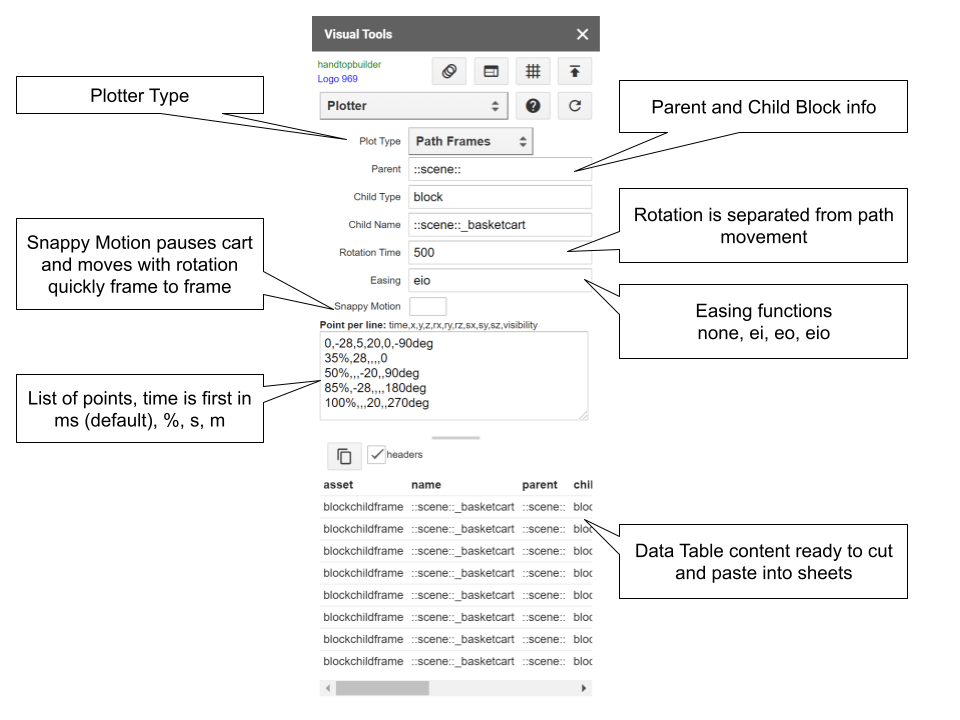 Visual Tools
handtopbuilder
Logo 969
Plotter
Plotter Type
Plot Type
Path Frames
Parent and Child Block info
Parent
::scene::
Child Type
block
Child Name
::scene::_basketcart
Rotation is separated from path
movement
Rotation Time
500
Snappy Motion pauses cart
and moves with rotation
quickly frame to frame
Easing
eio
Easing functions
none, ei, eo, eio
Snappy Motion
Point per line: time,x,y,z,rx,ry,rz,sx,sy,sz,visibility
0,-28,5,20,0,-90deg
35%,28,,,,0
50%,,,-20,,90deg
85%,-28,,,,180deg
100%,,,20,,270deg
List of points, time is first in
ms (default), %, s, m
headers
asset name parent chil
blockchildframe ::scene::_basketcart ::scene:: bloc
blockchildframe ::scene::_basketcart ::scene:: bloc
blockchildframe ::scene::_basketcart ::scene:: bloc
blockchildframe ::scene::_basketcart ::scene:: bloc
blockchildframe ::scene::_basketcart ::scene:: bloc
blockchildframe ::scene::_basketcart ::scene:: bloc
blockchildframe ::scene::_basketcart ::scene:: bloc
blockchildframe ::scene::_basketcart ::scene:: bloc
Data Table content ready to cut
and paste into sheets